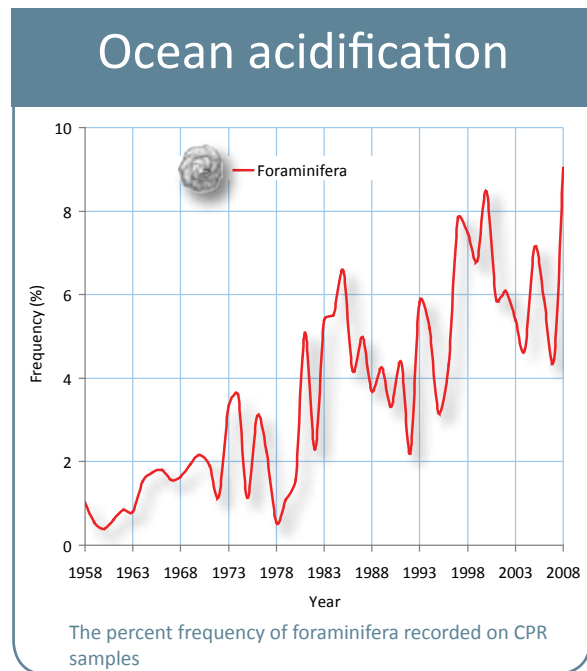 Ocean acidification
10
Foraminifera
8
6
Frequency (%)
4
2
0
1958 1963 1968 1973 1978 1983 1988 1993 1998 2003 2008
Year
The percent frequency of foraminifera recorded on CPR
samples